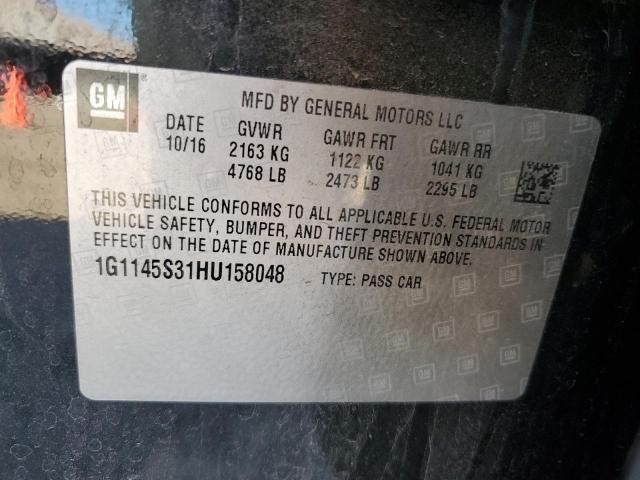 GM ®
MFD BY GENERAL MOTORS LLC
DATE GVWR GAWR FRT GAWR RR
10/16 2163 KG 1122 KG 1041 KG
4768 LB 2473 LB 2295 LB
THIS VEHICLE CONFORMS TO ALL APPLICABLE U.S. FEDERAL MOTOR
VEHICLE SAFETY, BUMPER, AND THEFT PREVENTION STANDARDS IN
EFFECT ON THE DATE OF MANUFACTURE SHOWN ABOVE.
1G1145S31HU158048 TYPE: PASS CAR